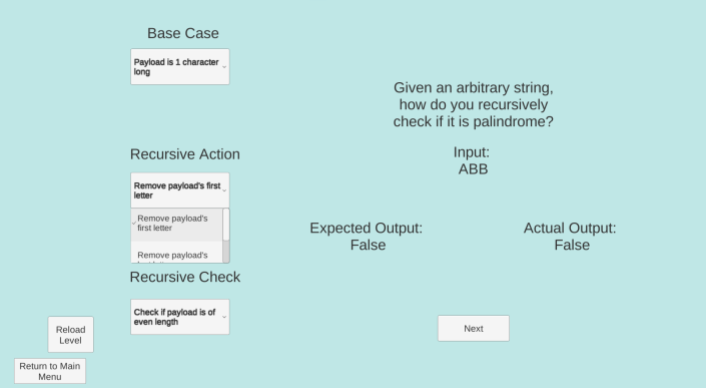 Base Case
Payload is 1 character
long
Given an arbitrary string,
how do you recursively
check if it is palindrome?
Recursive Action
Input:
ABB
Remove payload's first
letter
Remove payload's
first letter
Expected Output:
False
Actual Output:
False
Remove payload's
Recursive Check
Check if payload is of
even length
Next
Reload
Level
Return to Main
Menu